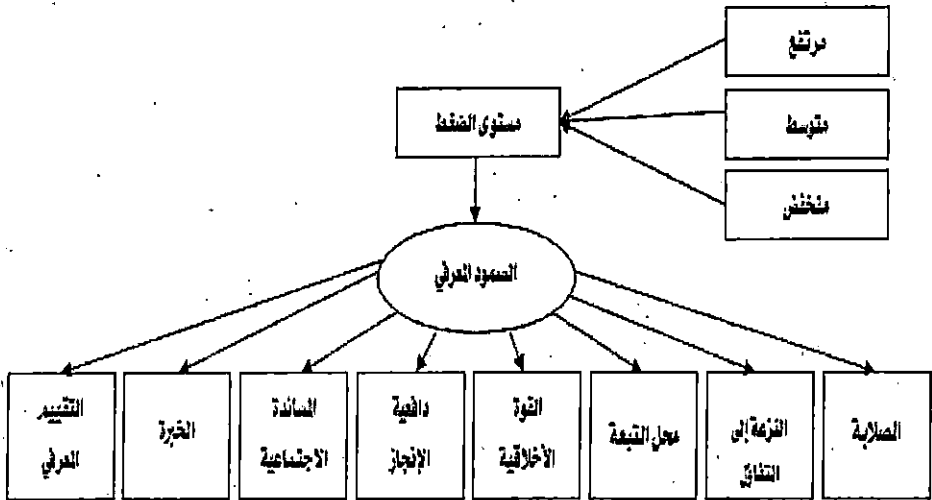 مرتفع
مستوى الضغط
متوسط
منخفض
الصمود المعرفي
الصلابة
النزعة إلى
التفاؤل
محل التبعة
القوة
الأخلاقية
دافعية
الإنجاز
المساندة
الاجتماعية
الخبرة
التقييم
المعرفي